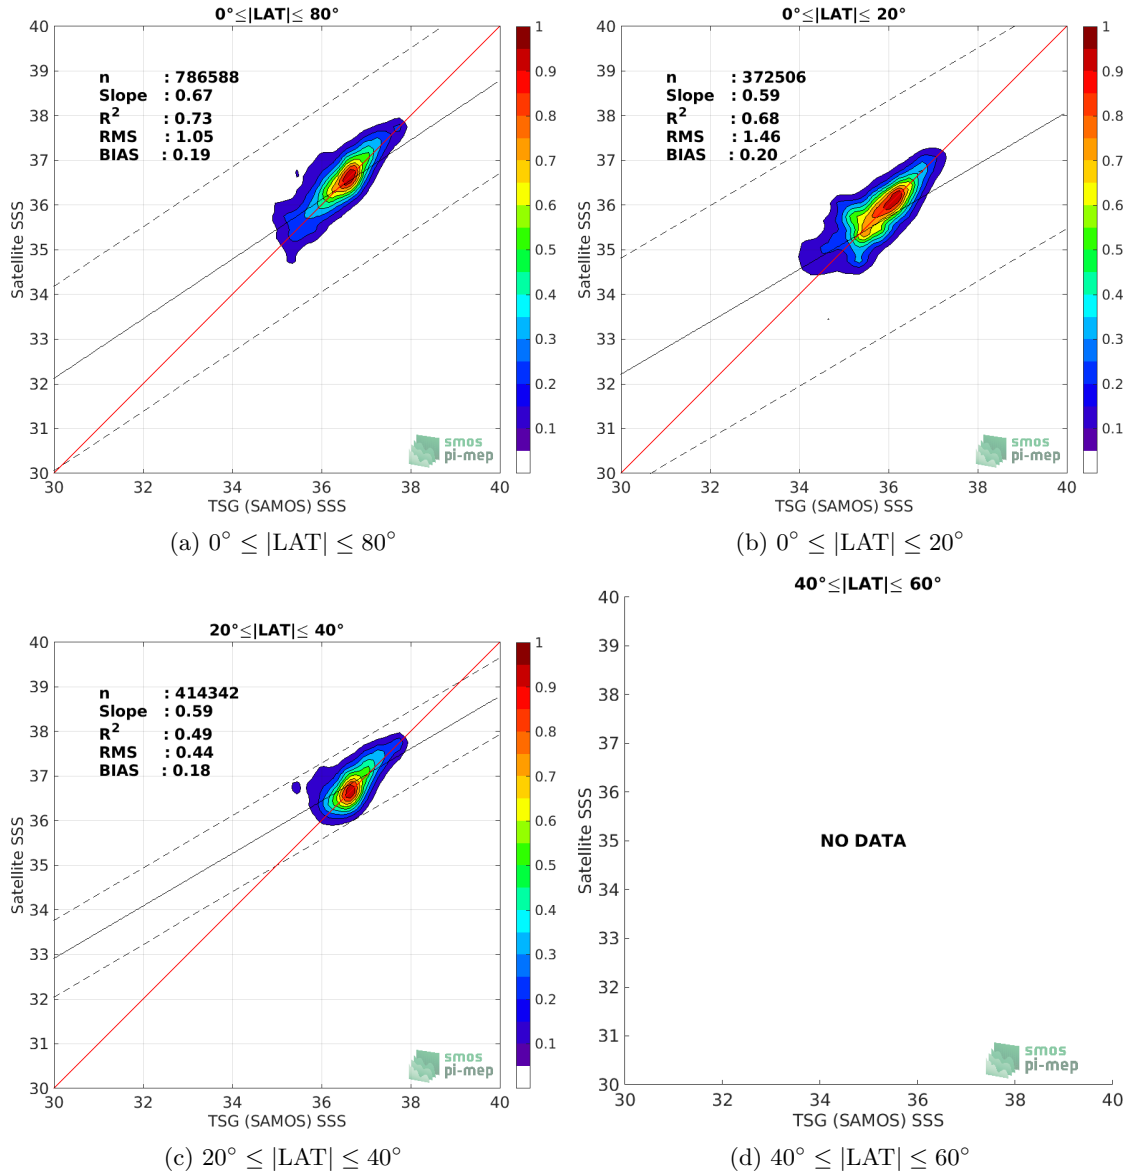 0°≤|LAT|≤ 80°
Satellite SSS
40
39
38
37
36
35
34
33
32
31
30
n : 786588
Slope : 0.67
R² : 0.73
RMS : 1.05
BIAS : 0.19
smos
pi-mep
30 32 34 36 38 40
TSG (SAMOS) SSS
1
0.9
0.8
0.7
0.6
0.5
0.4
0.3
0.2
0.1
(a) 0° ≤ |LAT| ≤ 80°
0°≤|LAT|≤ 20°
Satellite SSS
40
39
38
37
36
35
34
33
32
31
30
n : 372506
Slope : 0.59
R² : 0.68
RMS : 1.46
BIAS : 0.20
smos
pi-mep
30 32 34 36 38 40
TSG (SAMOS) SSS
1
0.9
0.8
0.7
0.6
0.5
0.4
0.3
0.2
0.1
(b) 0° ≤ |LAT| ≤ 20°
20°≤|LAT|≤ 40°
Satellite SSS
40
39
38
37
36
35
34
33
32
31
30
n : 414342
Slope : 0.59
R² : 0.49
RMS : 0.44
BIAS : 0.18
smos
pi-mep
30 32 34 36 38 40
TSG (SAMOS) SSS
1
0.9
0.8
0.7
0.6
0.5
0.4
0.3
0.2
0.1
(c) 20° ≤ |LAT| ≤ 40°
40°≤|LAT|≤ 60°
Satellite SSS
40
39
38
37
36
35
34
33
32
31
30
NO DATA
smos
pi-mep
30 32 34 36 38 40
TSG (SAMOS) SSS
(d) 40° ≤ |LAT| ≤ 60°